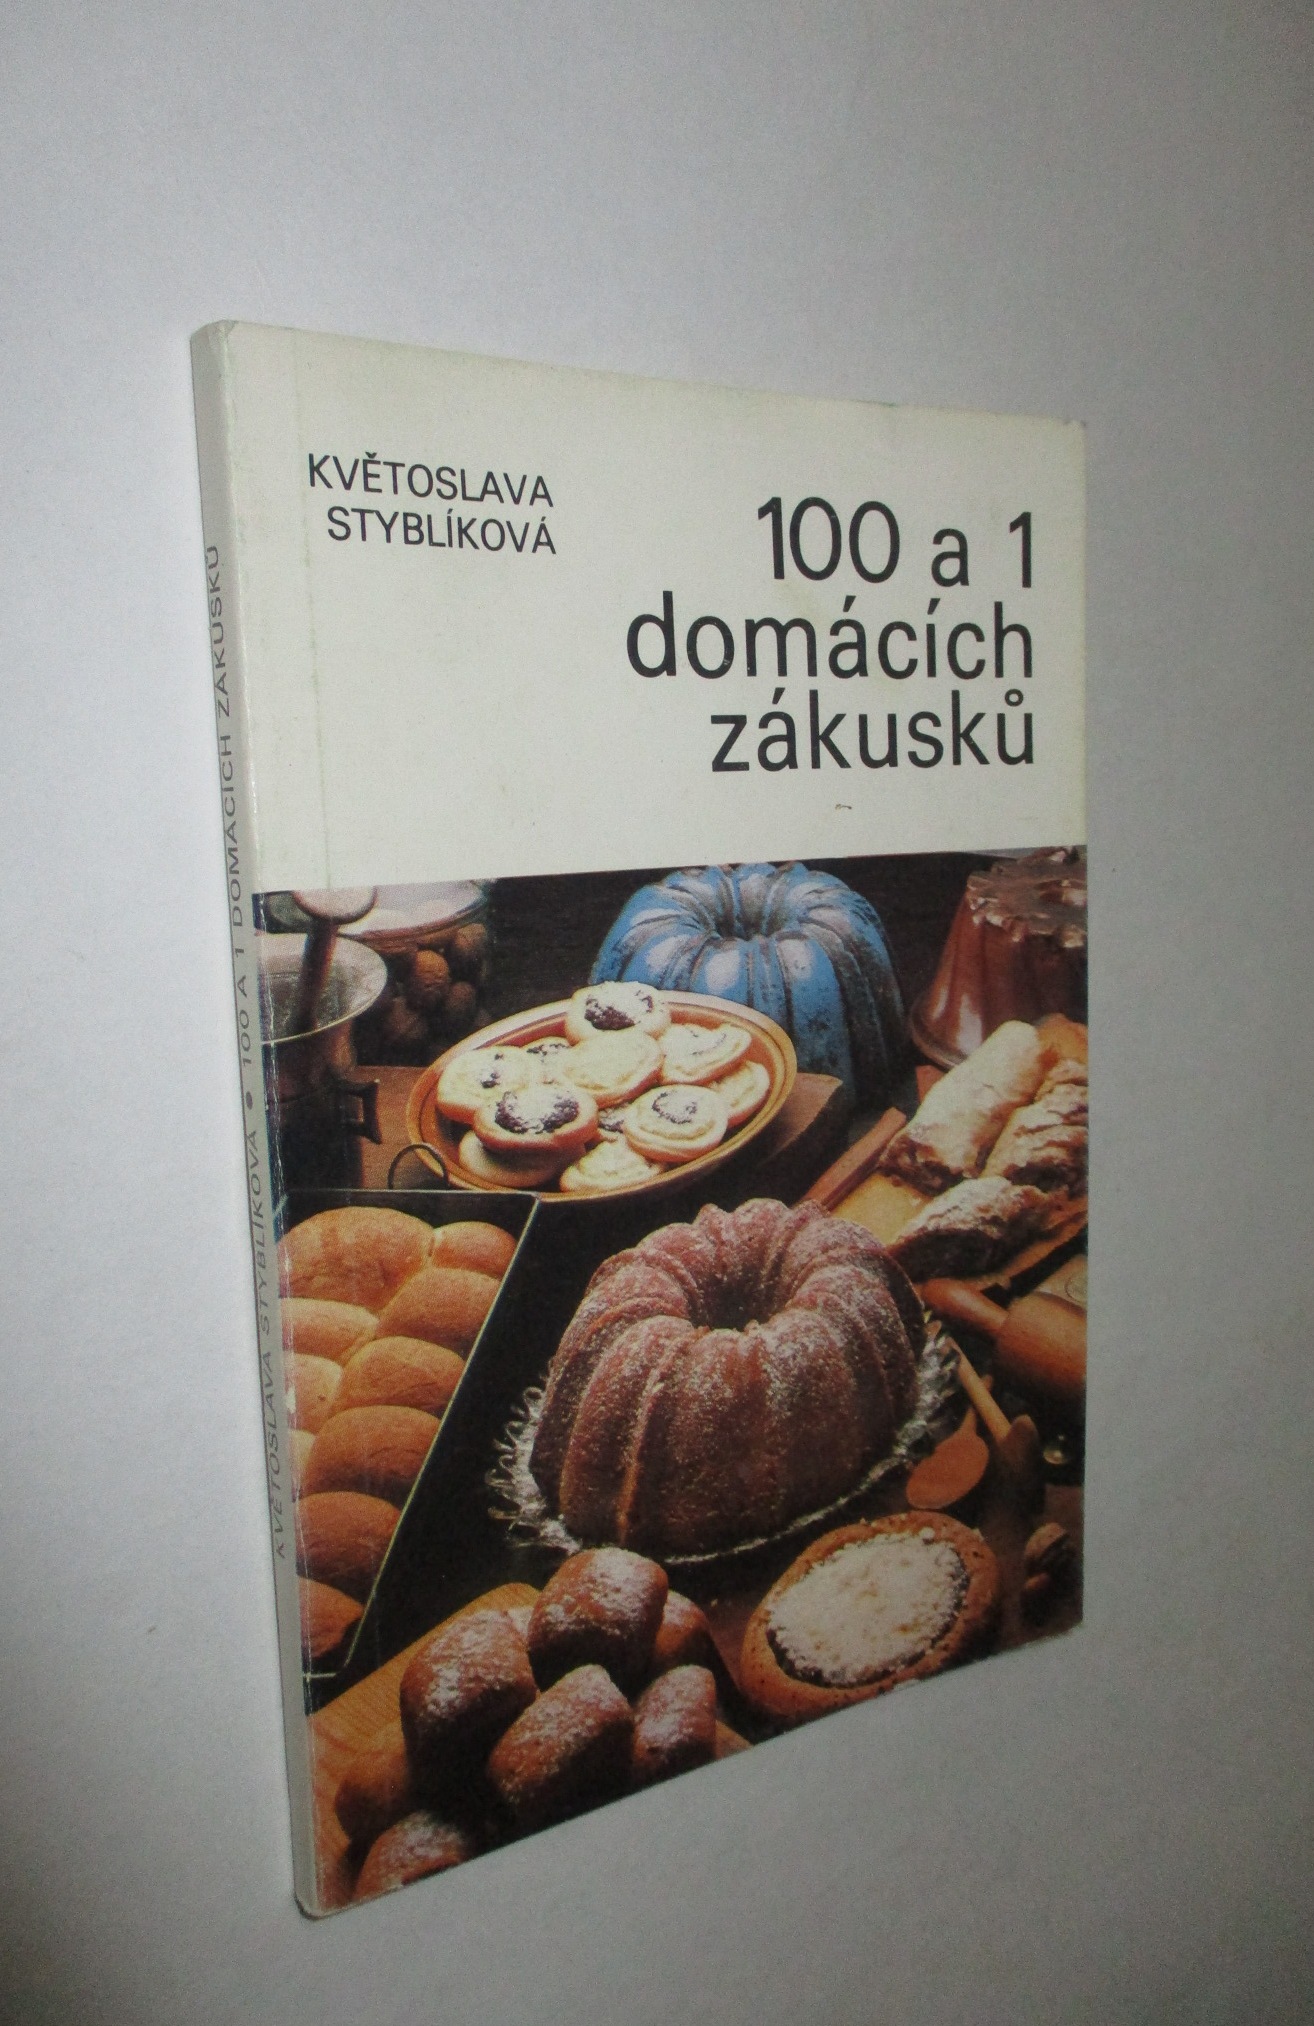 KVĚTOSLAVA
STYBLÍKOVÁ
100 a 1
domácích
zákusků
KVĚTOSLAVA STYBLÍKOVÁ • 100 A 1 DOMÁCÍCH ZÁKUSKŮ